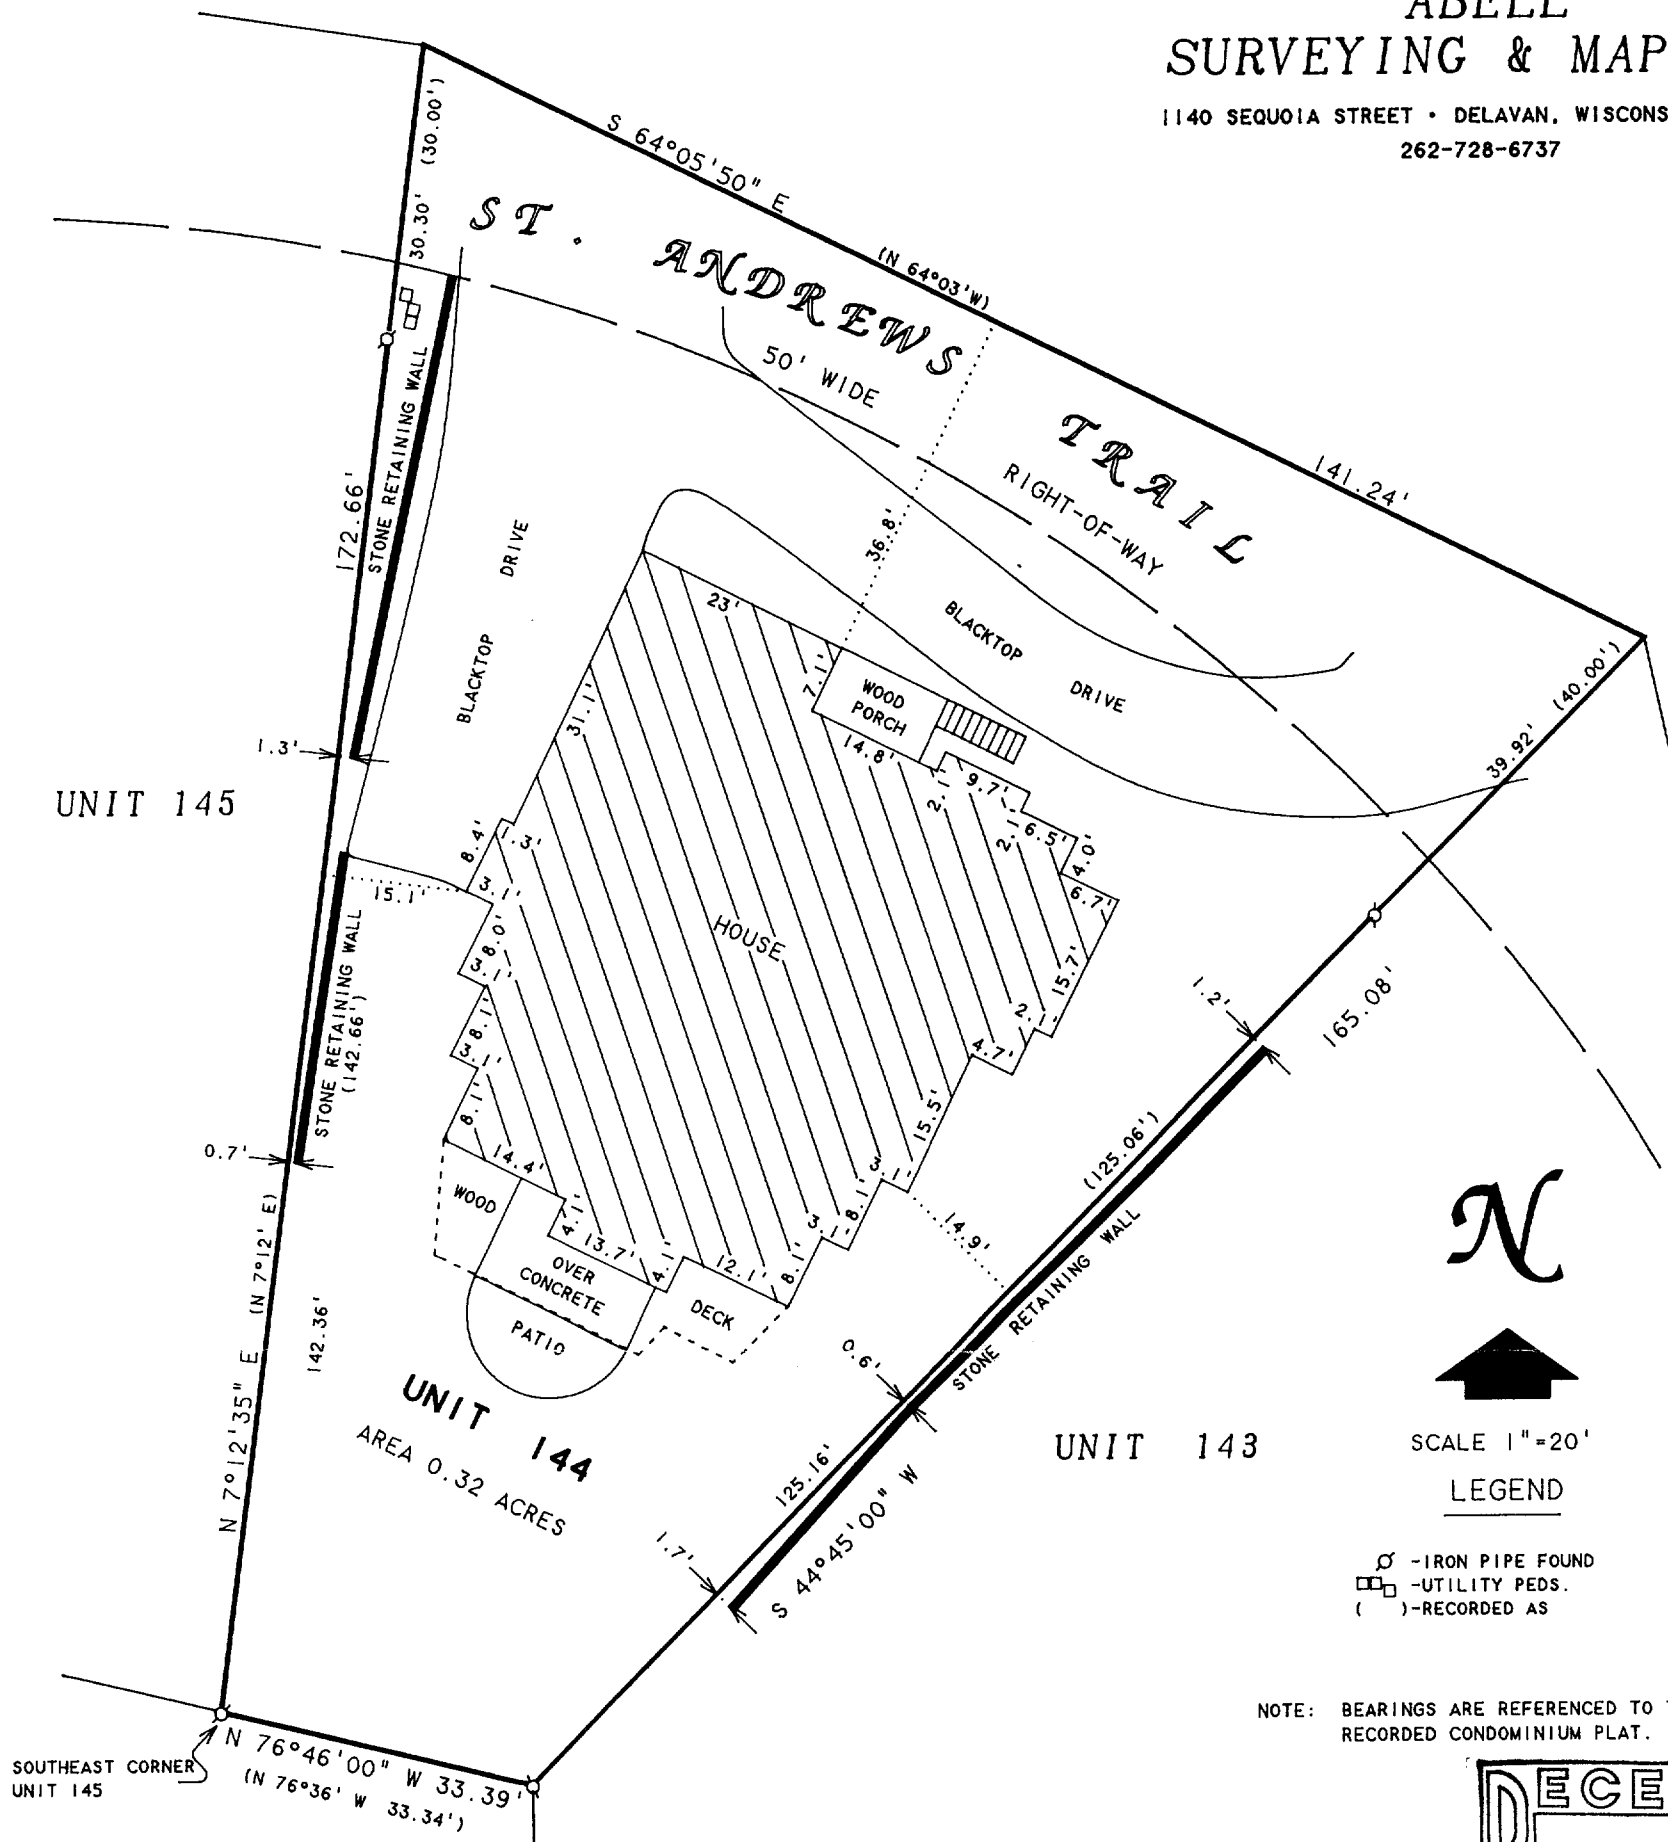 ABELL
SURVEYING & MAP
1140 SEQUOIA STREET • DELAVAN, WISCONS
262-728-6737
(30.00')
30.30'
S 64°05'50" E
(N 64°03'W)
141.24'
ST. ANDREWS TRAIL
50' WIDE
RIGHT-OF-WAY
172.66'
STONE RETAINING WALL
BLACKTOP DRIVE
36.8'
BLACKTOP
DRIVE
23'
7.1'
WOOD
PORCH
31.1'
14.8'
2.1'
9.7'
2.1'
6.5'
4.0'
6.7'
39.92'
(40.00')
1.3'
UNIT 145
8.4'
1.3'
3.1'
15.1'
8.0'
3.1'
8.1'
3.1'
8.1'
HOUSE
15.7'
2.1'
4.7'
15.5'
3.1'
8.1'
3.1'
8.1'
STONE RETAINING WALL
(142.66')
0.7'
14.4'
4.1'
13.7'
4.1'
12.1'
WOOD
OVER
CONCRETE
DECK
PATIO
1.2'
165.08'
(125.06')
STONE RETAINING WALL
14.9'
0.6'
N 7°12'35" E
(N 7°12' E)
142.36'
UNIT 144
AREA 0.32 ACRES
125.16'
S 44°45'00" W
1.7'
UNIT 143
N
SCALE 1"=20'
LEGEND
-IRON PIPE FOUND
-UTILITY PEDS.
( )-RECORDED AS
NOTE: BEARINGS ARE REFERENCED TO
RECORDED CONDOMINIUM PLAT.
SOUTHEAST CORNER
UNIT 145
N 76°46'00" W 33.39'
(N 76°36' W 33.34')
DECE